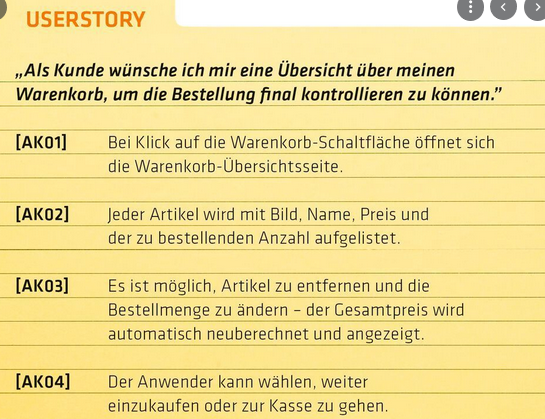 USERSTORY
„Als Kunde wünsche ich mir eine Übersicht über meinen
Warenkorb, um die Bestellung final kontrollieren zu können.”
[AK01] Bei Klick auf die Warenkorb-Schaltfläche öffnet sich
die Warenkorb-Übersichtsseite.
[AK02] Jeder Artikel wird mit Bild, Name, Preis und
der zu bestellenden Anzahl aufgelistet.
[AK03] Es ist möglich, Artikel zu entfernen und die
Bestellmenge zu ändern – der Gesamtpreis wird
automatisch neuberechnet und angezeigt.
[AK04] Der Anwender kann wählen, weiter
einzukaufen oder zur Kasse zu gehen.